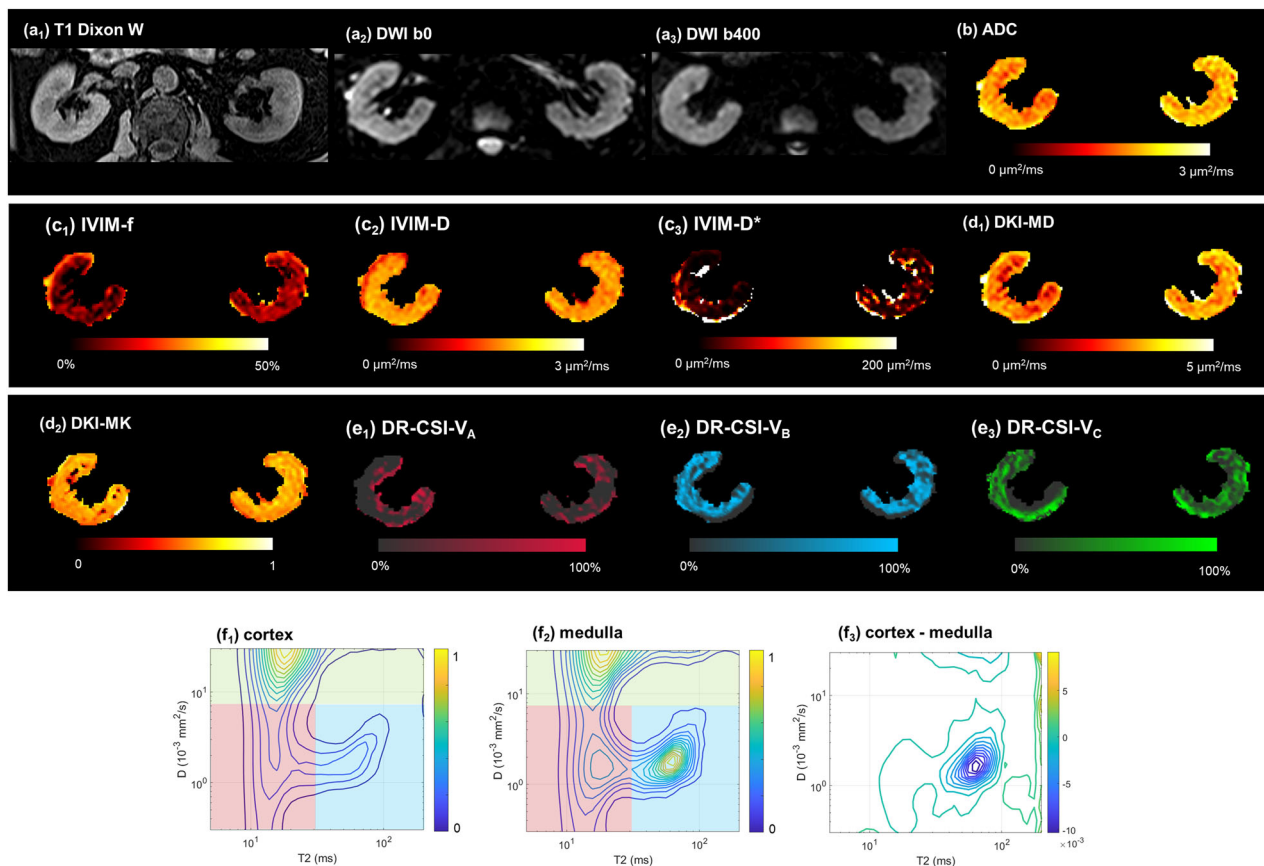 (a₁) T1 Dixon W
(a₂) DWI b0
(a₃) DWI b400
(b) ADC
0 μm²/ms
3 μm²/ms
(c₁) IVIM-f
(c₂) IVIM-D
(c₃) IVIM-D*
(d₁) DKI-MD
0%
50%
0 μm²/ms
3 μm²/ms
0 μm²/ms
200 μm²/ms
0 μm²/ms
5 μm²/ms
(d₂) DKI-MK
(e₁) DR-CSI-V_A
(e₂) DR-CSI-V_B
(e₃) DR-CSI-V_C
0
1
0%
100%
0%
100%
0%
100%
(f₁) cortex
(f₂) medulla
(f₃) cortex - medulla
D (10⁻³ mm²/s)
10¹
10⁰
10¹
10²
T2 (ms)
1
0
D (10⁻³ mm²/s)
10¹
10⁰
10¹
10²
T2 (ms)
1
0
D (10⁻³ mm²/s)
10¹
10⁰
10¹
10²
T2 (ms)
5
0
-5
-10
×10⁻³